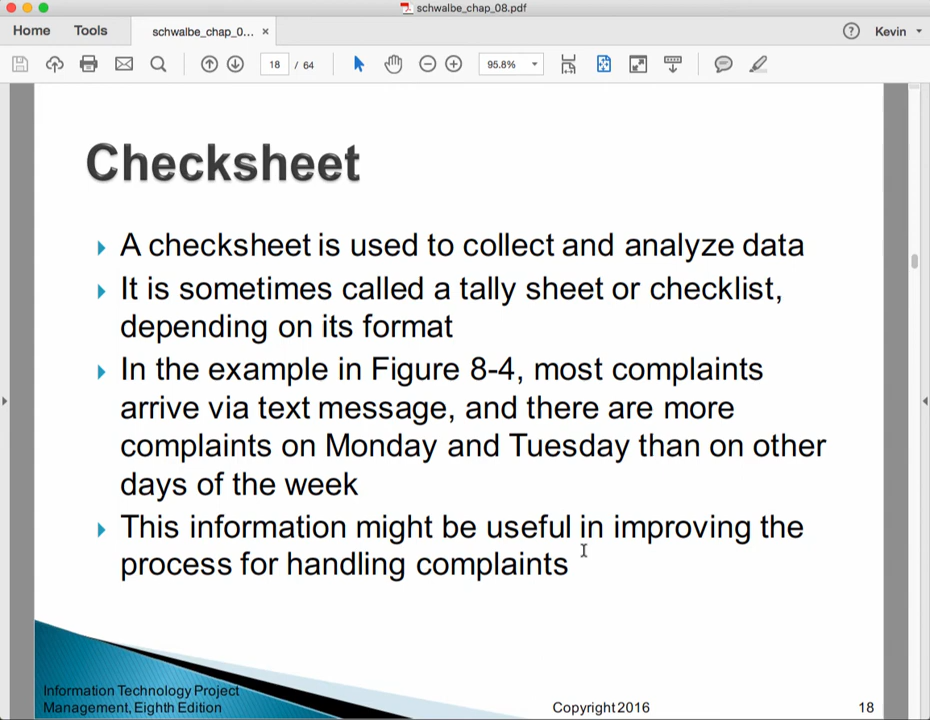 schwalbe_chap_08.pdf
Home Tools schwalbe_chap_0... × ? Kevin
18 / 64 95.8%
Checksheet
A checksheet is used to collect and analyze data
It is sometimes called a tally sheet or checklist,
depending on its format
In the example in Figure 8-4, most complaints
arrive via text message, and there are more
complaints on Monday and Tuesday than on other
days of the week
This information might be useful in improving the
process for handling complaints
Information Technology Project
Management, Eighth Edition
Copyright 2016
18